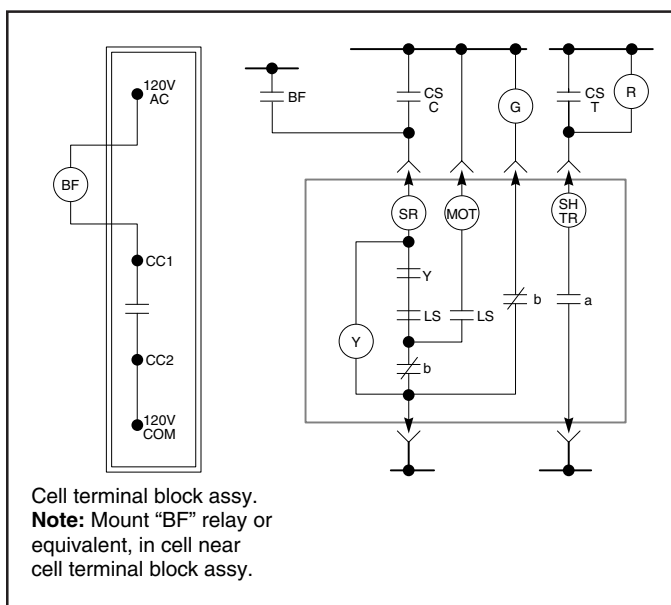 120V
AC
BF
CC1
CC2
120V
COM
BF
CS
C
G
CS
T
R
SR
MOT
SH
TR
Y
LS
LS
Y
b
b
a
Cell terminal block assy.
Note: Mount “BF” relay or
equivalent, in cell near
cell terminal block assy.